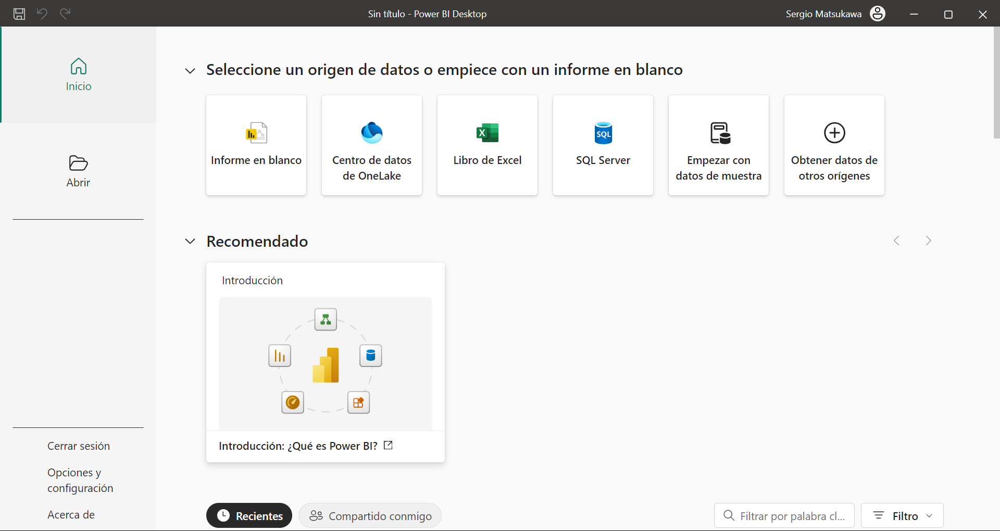 Sin título - Power BI Desktop
Sergio Matsukawa
Inicio
Abrir
Cerrar sesión
Opciones y
configuración
Acerca de
Seleccione un origen de datos o empiece con un informe en blanco
Informe en blanco
Centro de datos
de OneLake
Libro de Excel
SQL
SQL Server
Empezar con
datos de muestra
Obtener datos de
otros orígenes
Recomendado
Introducción
Introducción: ¿Qué es Power BI?
Recientes
Compartido conmigo
Filtrar por palabra cl...
Filtro